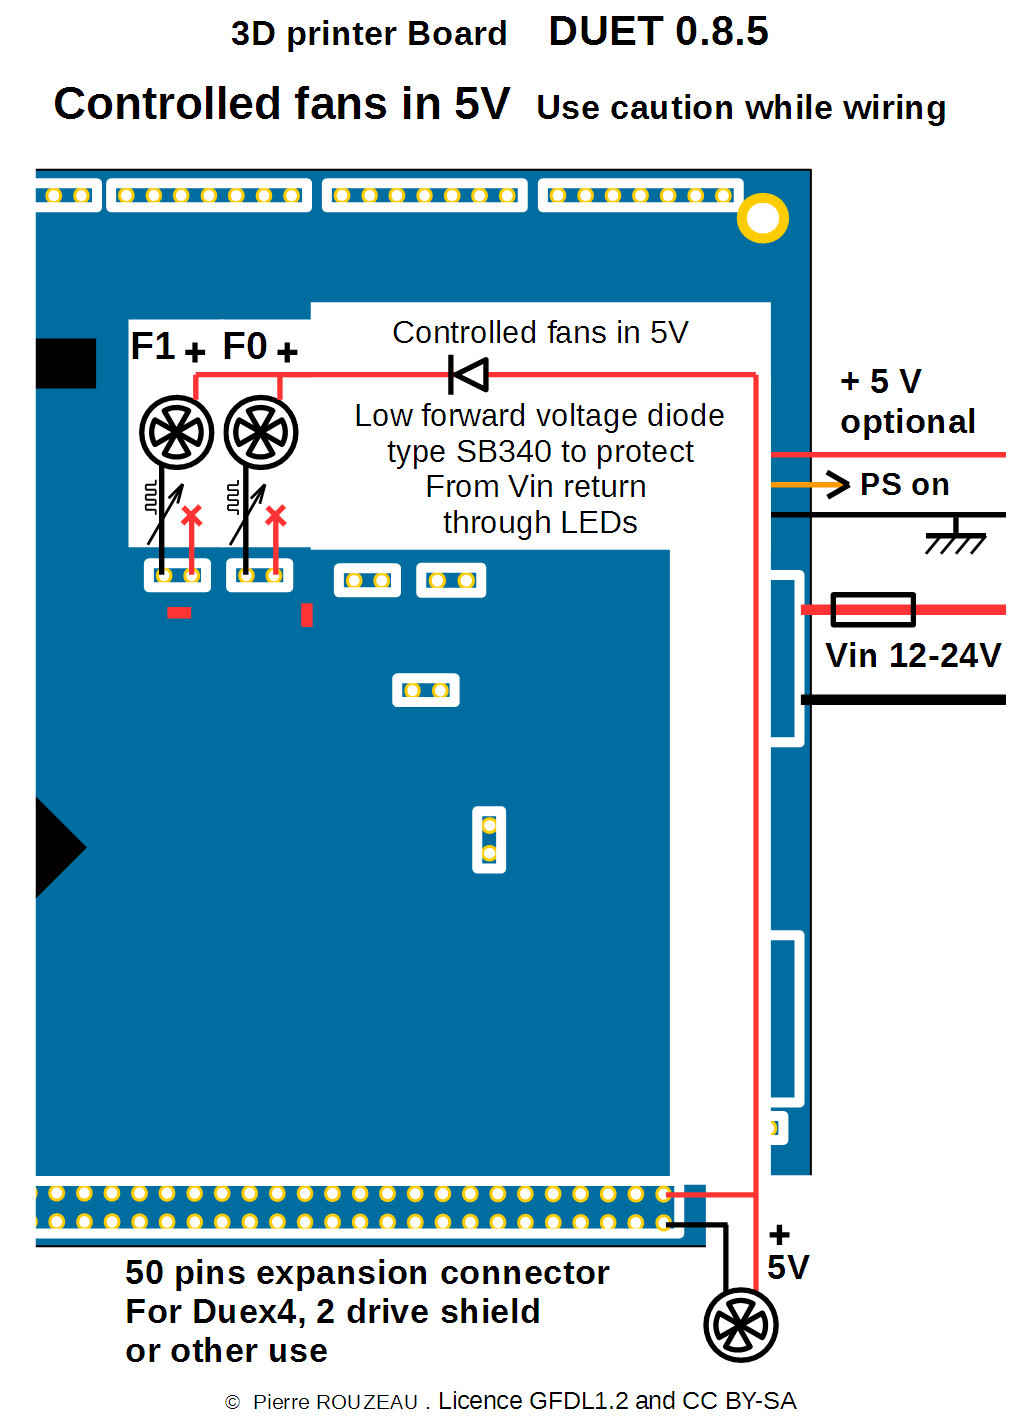 3D printer Board DUET 0.8.5
Controlled fans in 5V Use caution while wiring
F1 + F0 +
Controlled fans in 5V
Low forward voltage diode
type SB340 to protect
From Vin return
through LEDs
+ 5 V
optional
PS on
Vin 12-24V
+
5V
50 pins expansion connector
For Duex4, 2 drive shield
or other use
© Pierre ROUZEAU . Licence GFDL1.2 and CC BY-SA